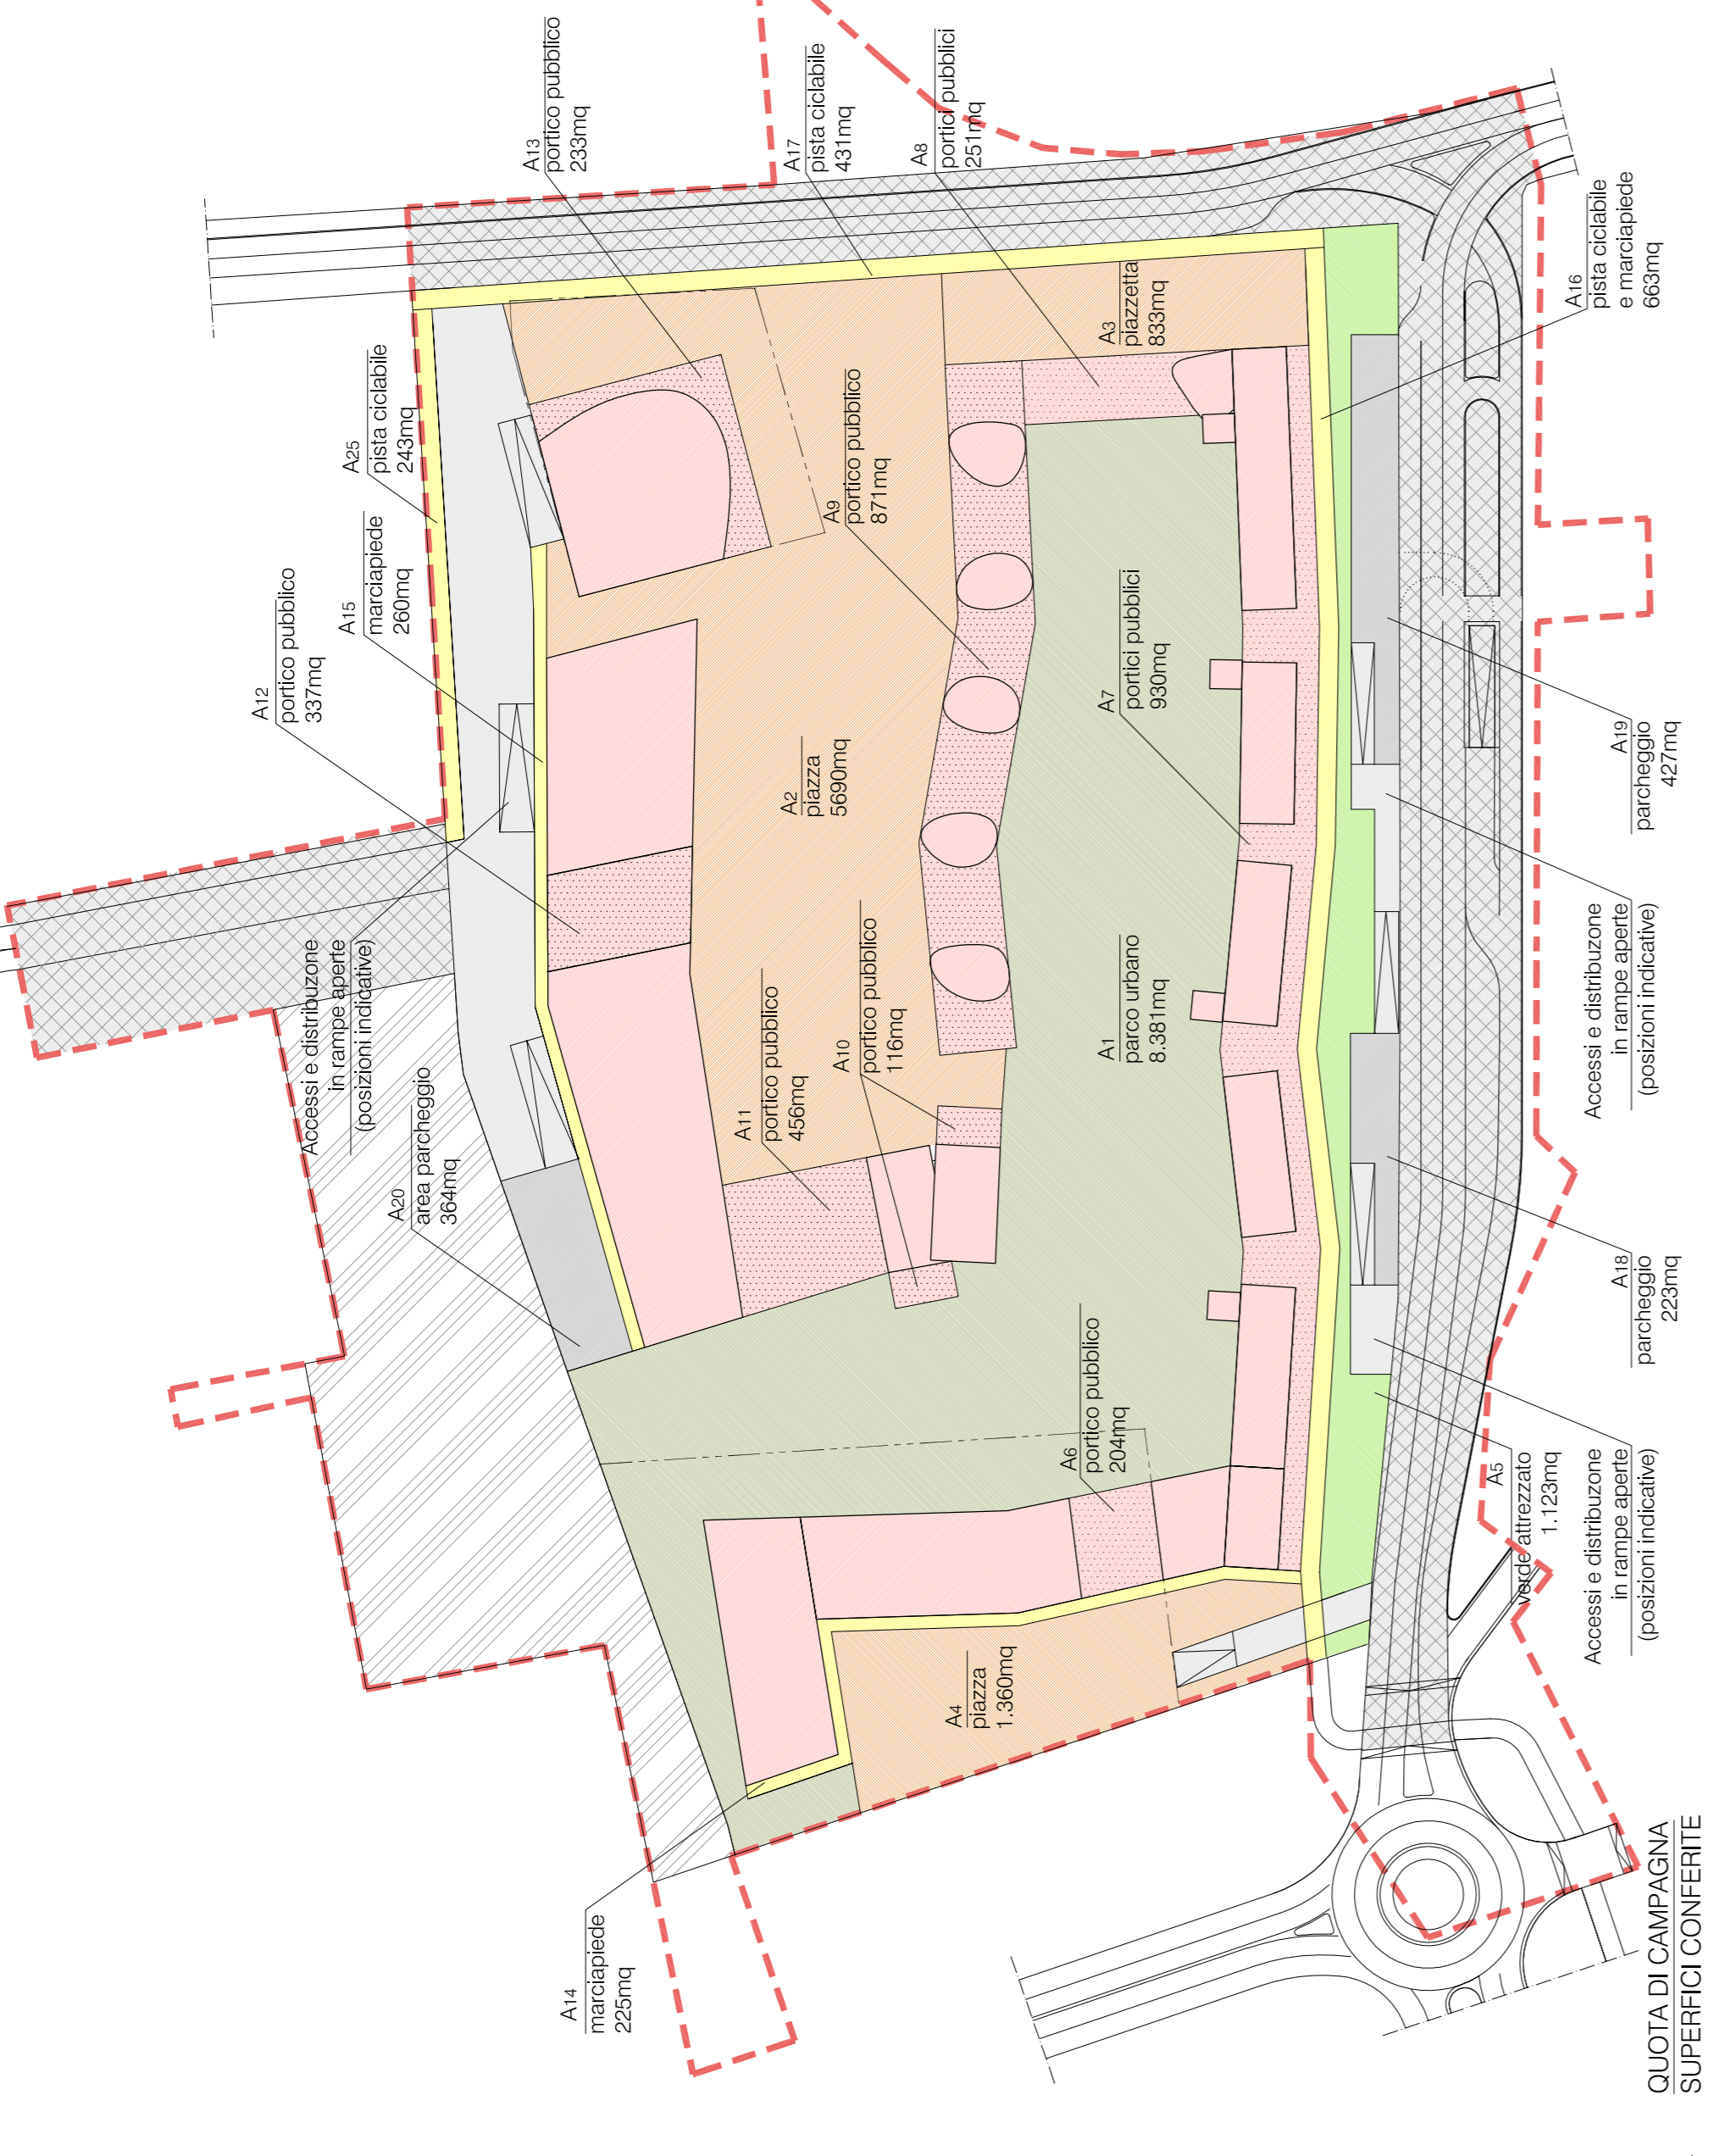 A13
portico pubblico
233mq
A17
pista ciclabile
431mq
A8
portici pubblici
251mq
A16
pista ciclabile
e marciapiede
663mq
A25
pista ciclabile
243mq
A3
piazzetta
833mq
A9
portico pubblico
871mq
A15
marciapiede
260mq
A12
portico pubblico
337mq
A7
portici pubblici
930mq
A2
piazza
5690mq
A19
parcheggio
427mq
Accessi e distribuzone
in rampe aperte
(posizioni indicative)
A10
portico pubblico
116mq
A11
portico pubblico
456mq
A1
parco urbano
8.381mq
Accessi e distribuzone
in rampe aperte
(posizioni indicative)
A20
area parcheggio
364mq
A18
parcheggio
223mq
A6
portico pubblico
204mq
A5
verde attrezzato
1.123mq
Accessi e distribuzone
in rampe aperte
(posizioni indicative)
A4
piazza
1.360mq
A14
marciapiede
225mq
QUOTA DI CAMPAGNA
SUPERFICI CONFERITE